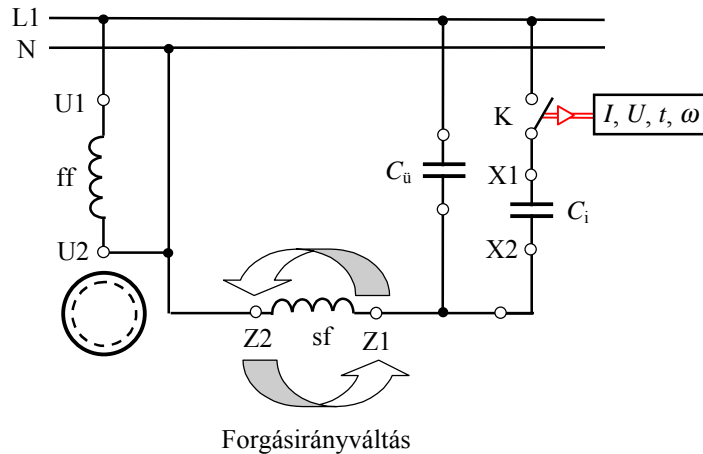 L1
N
U1
K
I, U, t, ω
ff
Cü
X1
Ci
U2
X2
Z2
sf
Z1
Forgásirányváltás